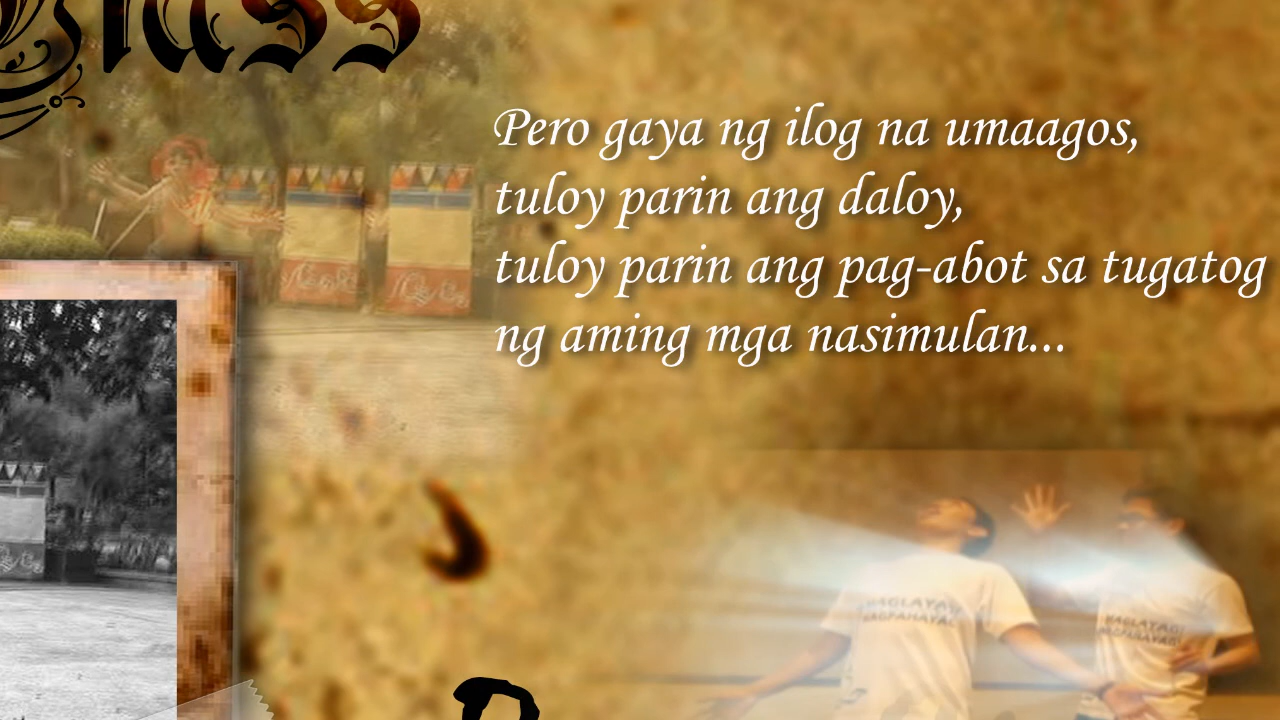 Pero gaya ng ilog na umaagos,
tuloy parin ang daloy,
tuloy parin ang pag-abot sa tugatog
ng aming mga nasimulan...